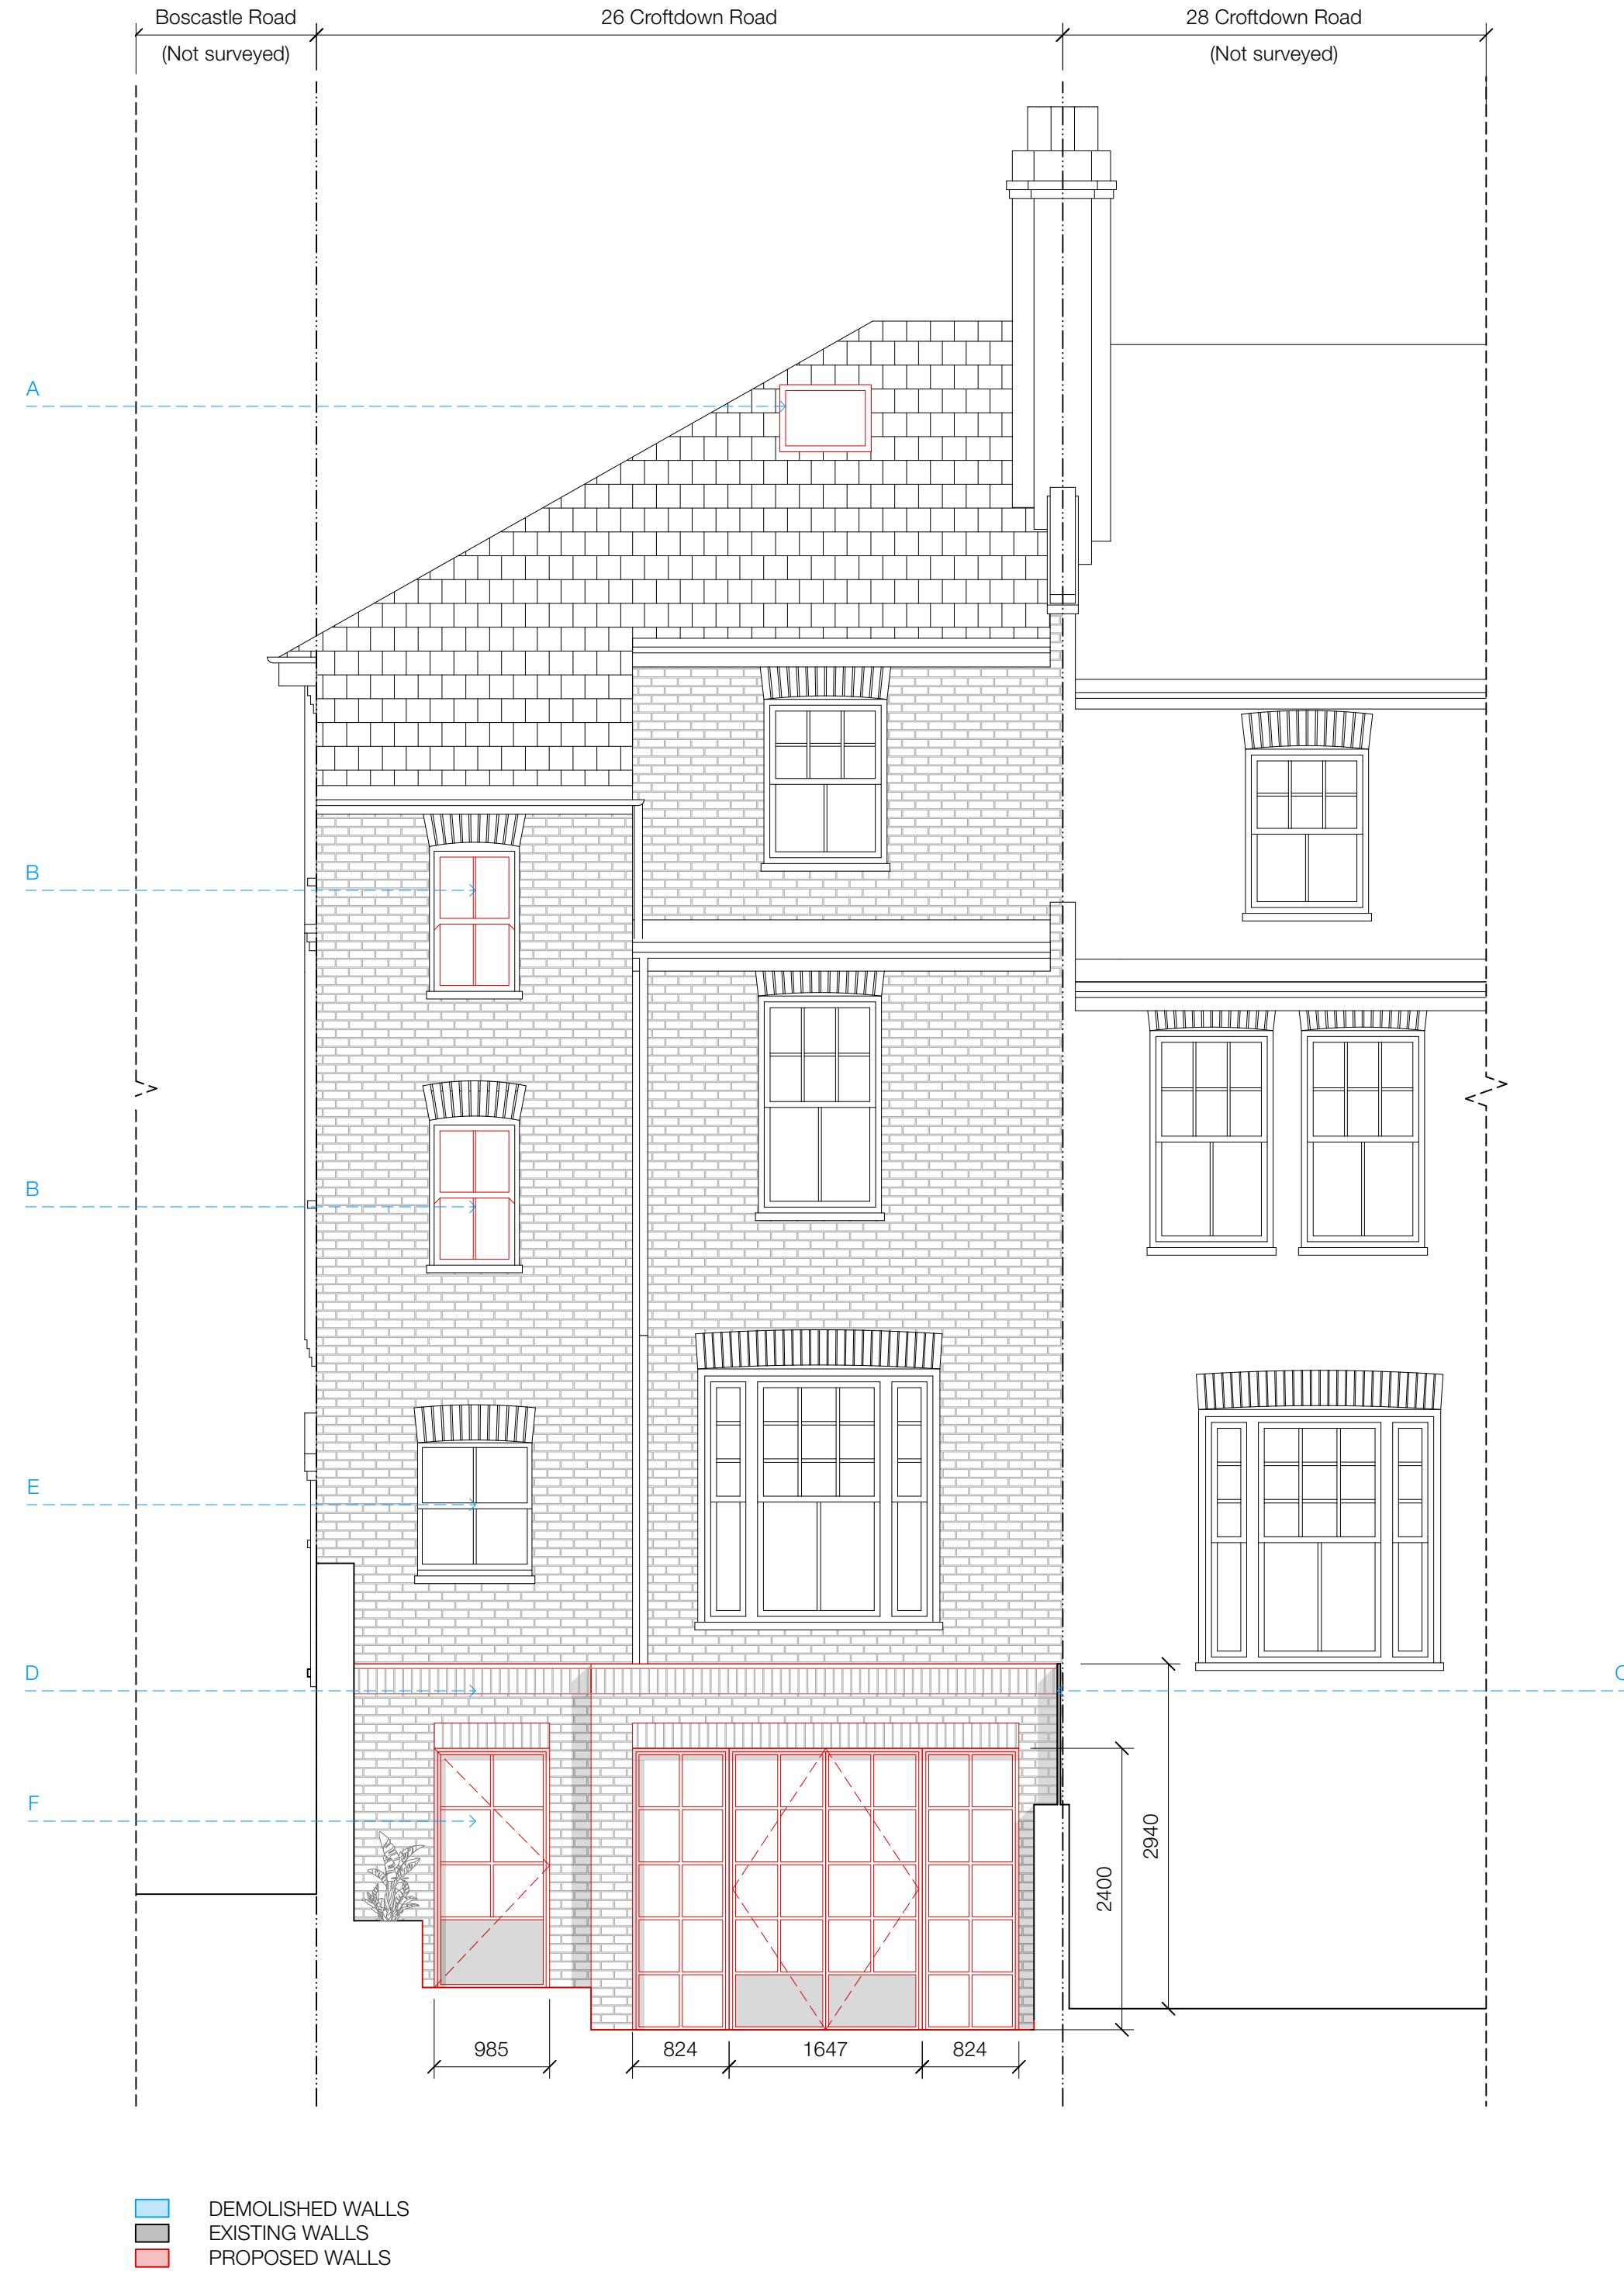 Boscastle Road
26 Croftdown Road
28 Croftdown Road
(Not surveyed)
(Not surveyed)
A
B
B
E
D
C
F
2940
2400
985
824
1647
824
DEMOLISHED WALLS
EXISTING WALLS
PROPOSED WALLS